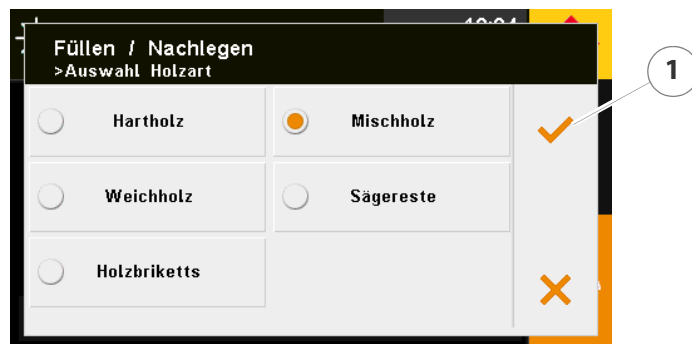 Füllen / Nachlegen
>Auswahl Holzart
1
Hartholz
Mischholz
Weichholz
Sägereste
Holzbriketts